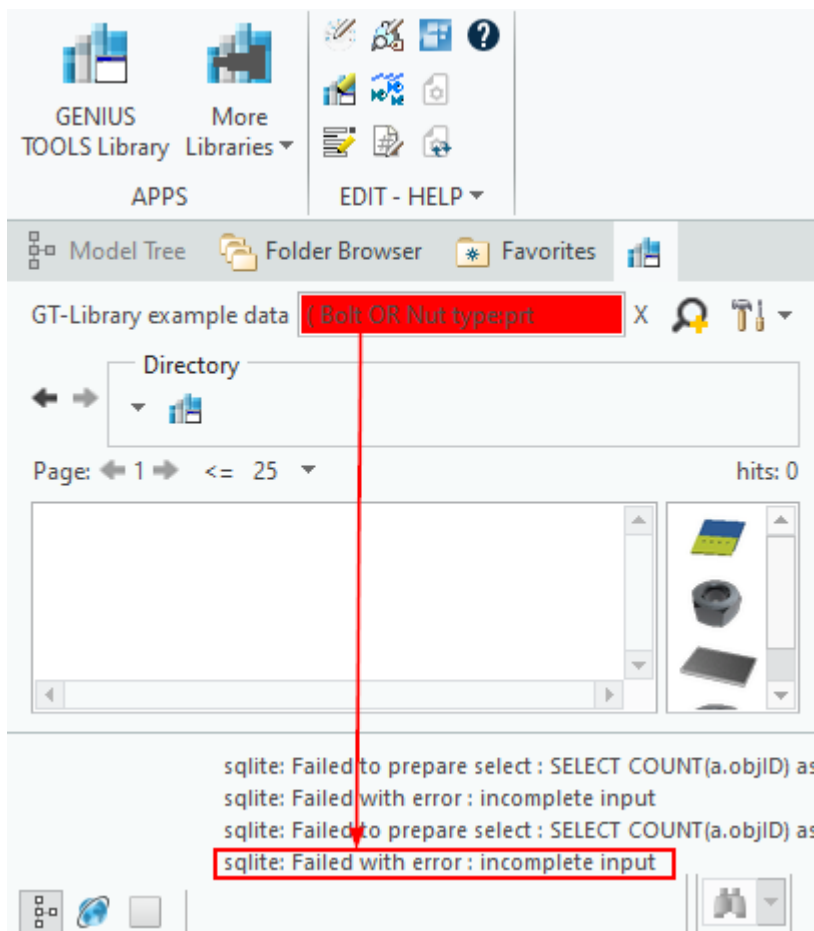 GENIUS
TOOLS Library
More
Libraries
APPS
EDIT - HELP
Model Tree
Folder Browser
Favorites
GT-Library example data
( Bolt OR Nut type:prt
X
Directory
Page: 1 <= 25
hits: 0
sqlite: Failed to prepare select : SELECT COUNT(a.objID) as
sqlite: Failed with error : incomplete input
sqlite: Failed to prepare select : SELECT COUNT(a.objID) as
sqlite: Failed with error : incomplete input